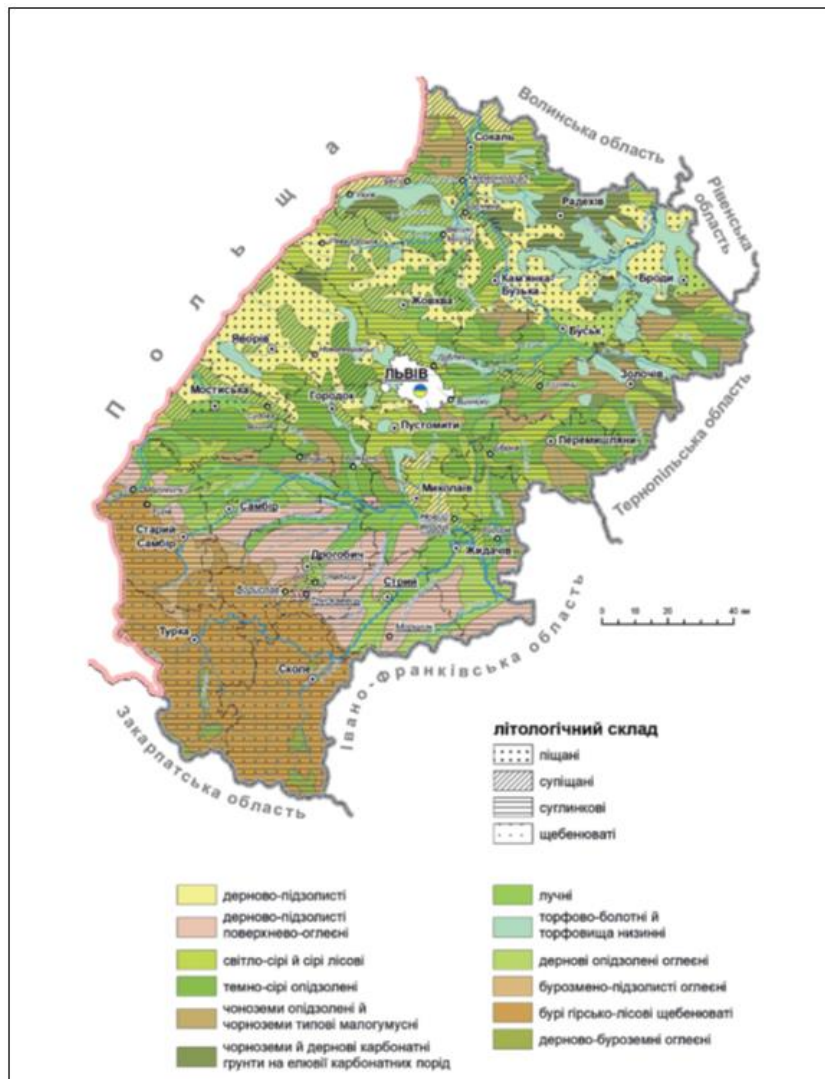 Польща
Волинська область
Рівенська область
Тернопільська область
Івано-Франківська область
Закарпатська область
Сокаль
Радехів
Кам'янка-Бузька
Броди
Жовква
Буськ
Яворів
ЛЬВІВ
Золочів
Мостиська
Городок
Пустомити
Перемишляни
Миколаїв
Самбір
Старий
Самбір
Жидачів
Дрогобич
Стрий
Борислав
Турка
Сколе
0 20 40 км
літологічний склад
піщані
супіщані
суглинкові
щебенюваті
дерново-підзолисті
дерново-підзолисті
поверхнево-оглеєні
світло-сірі й сірі лісові
темно-сірі опідзолені
чоноземи опідзолені й
чорноземи типові малогумусні
чорноземи й дернові карбонатні
грунти на елювії карбонатних порід
лучні
торфово-болотні й
торфовища низинні
дернові опідзолені оглеєні
бурозмено-підзолисті оглеєні
бурі гірсько-лісові щебенюваті
дерново-буроземні оглеєні